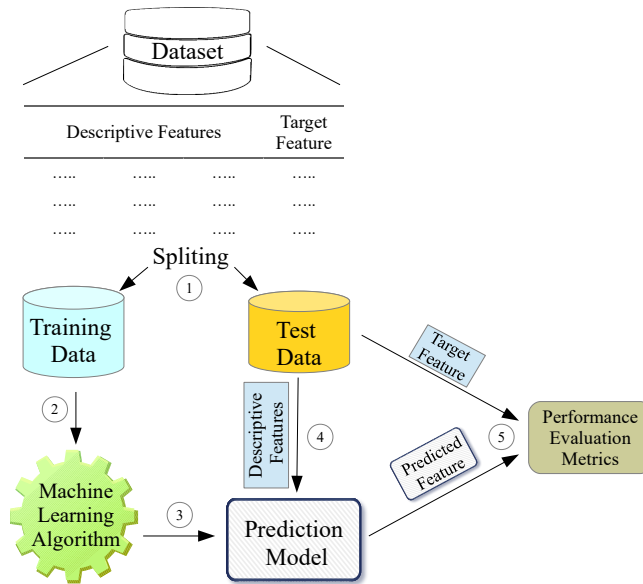 Dataset
Descriptive Features
Target
Feature
..... ..... ..... .....
..... ..... ..... .....
..... ..... ..... .....
Spliting
1
Training
Data
Test
Data
Target
Feature
2
Descriptive
Features
4
Predicted
Feature
5
Performance
Evaluation
Metrics
Machine
Learning
Algorithm
3
Prediction
Model